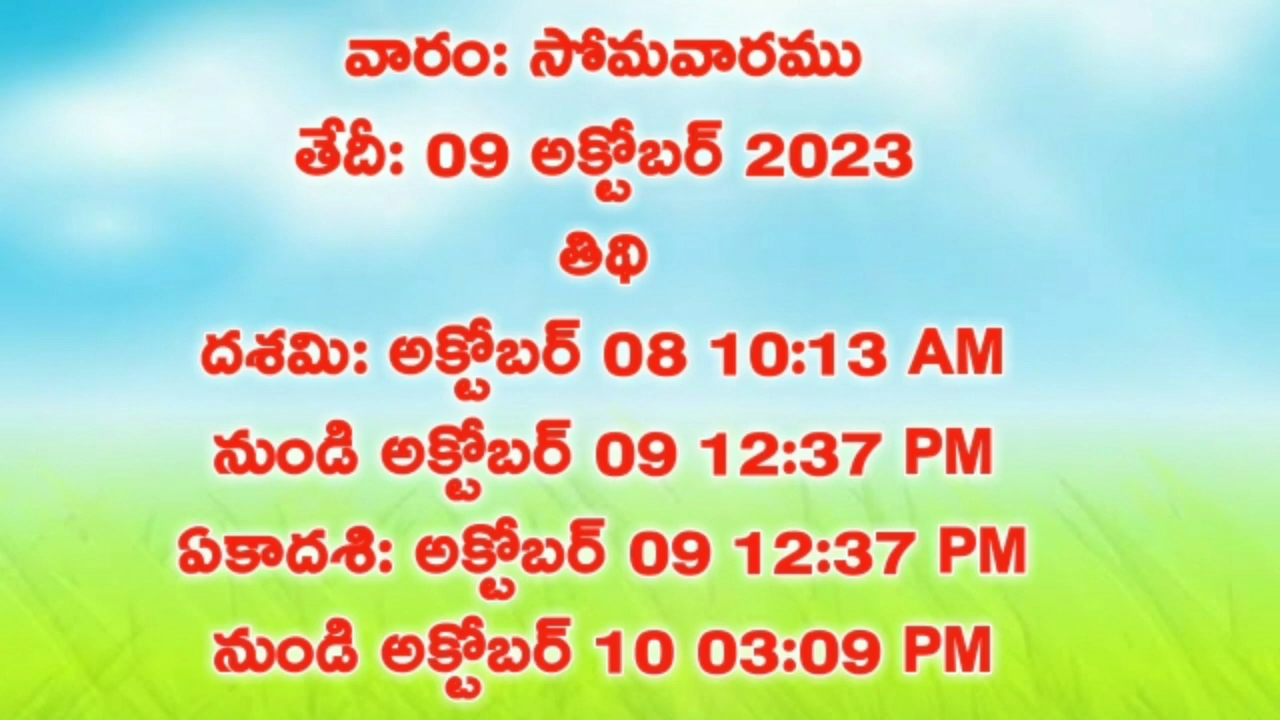 వారం: సోమవారము
తేదీ: 09 అక్టోబర్ 2023
తిథి
దశమి: అక్టోబర్ 08 10:13 AM
నుండి అక్టోబర్ 09 12:37 PM
ఏకాదశి: అక్టోబర్ 09 12:37 PM
నుండి అక్టోబర్ 10 03:09 PM